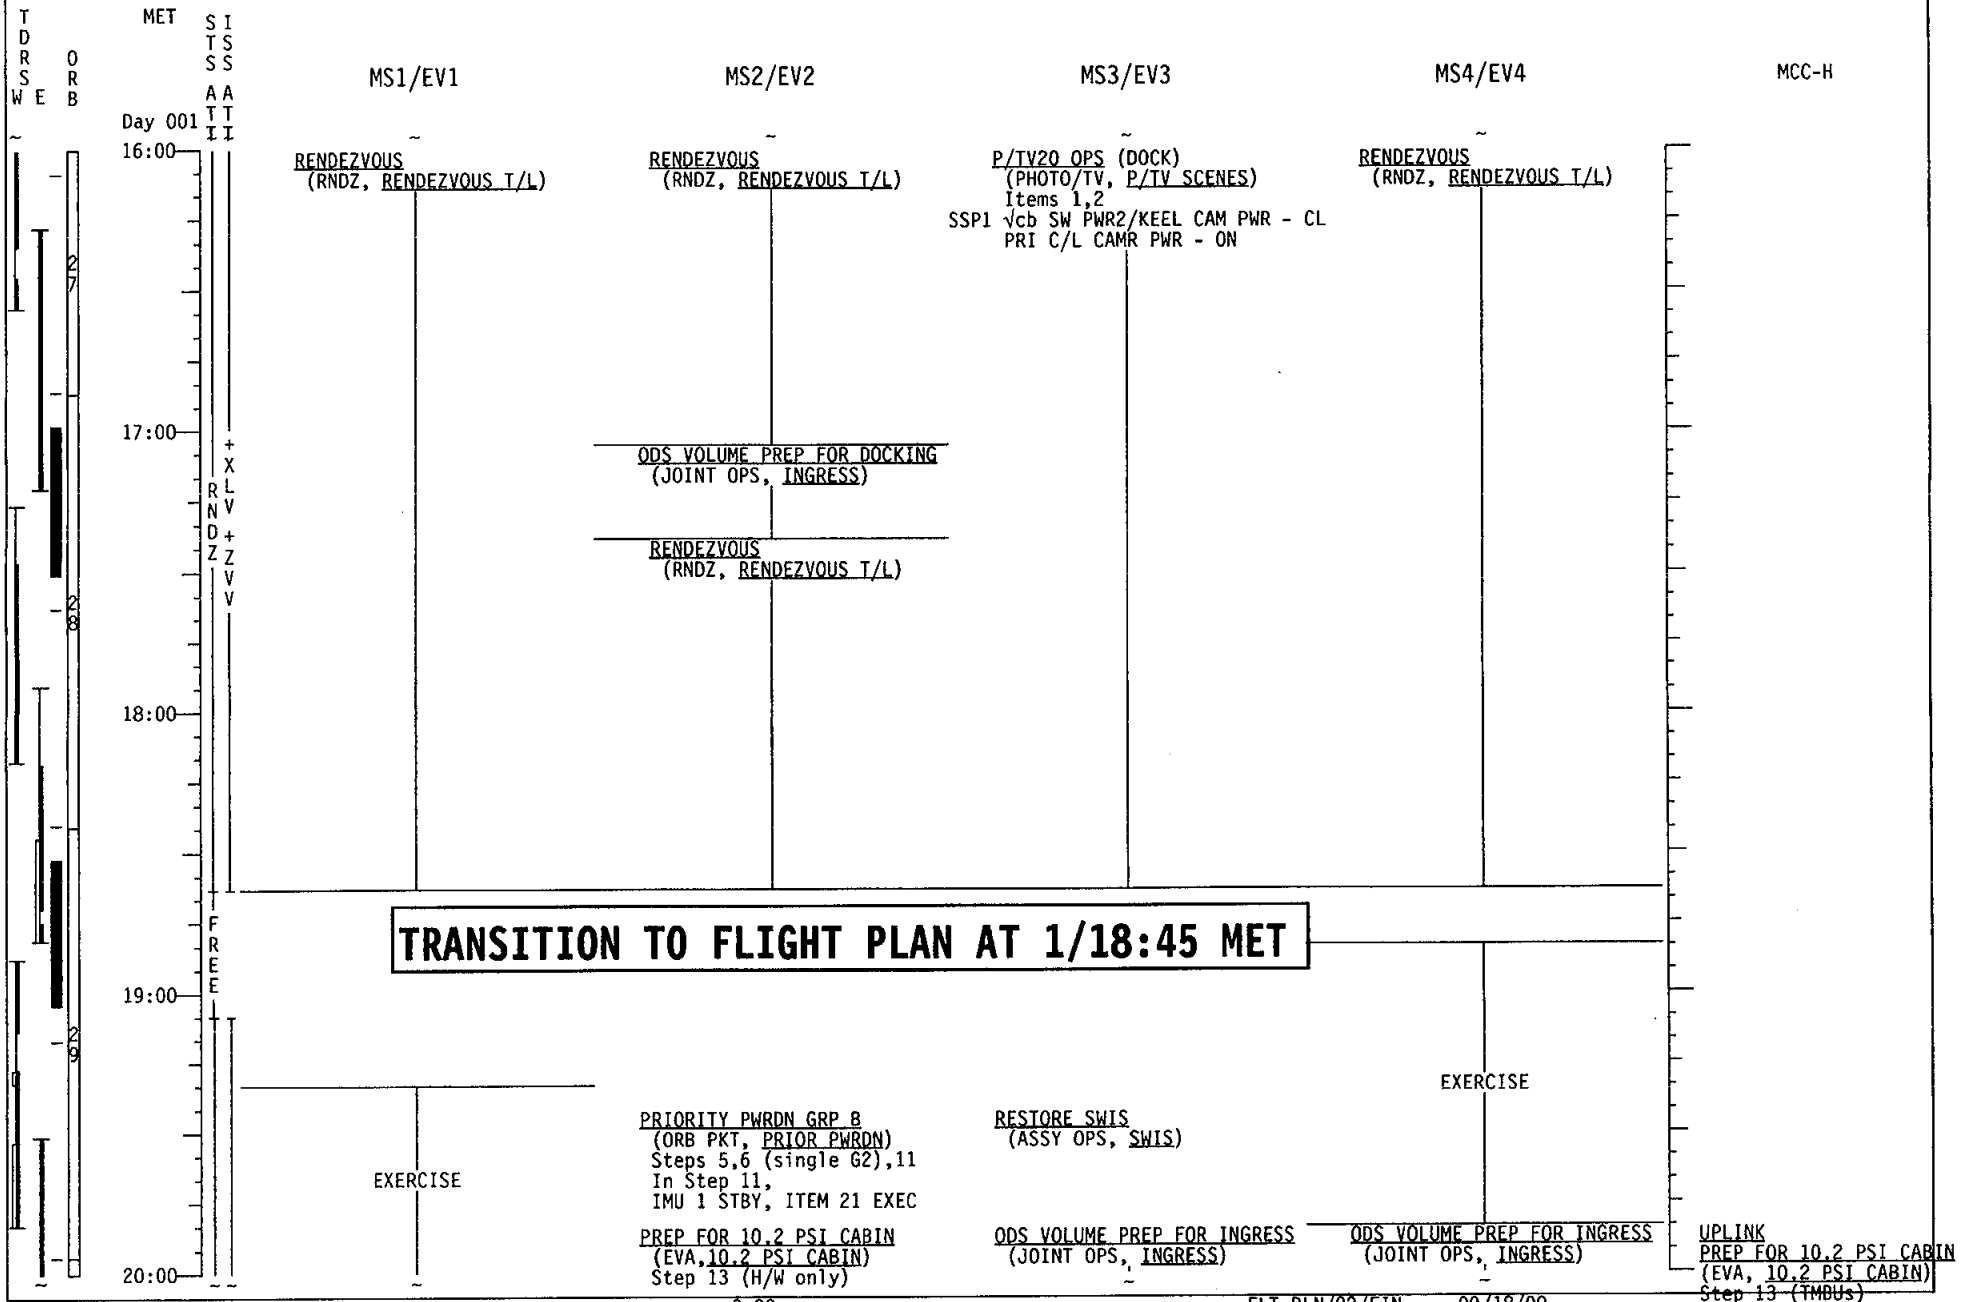 TDRS
W E
ORB
MET
STS ATT
ISS ATT
MS1/EV1
MS2/EV2
MS3/EV3
MS4/EV4
MCC-H
Day 001
~ ~ ~ ~ ~
16:00
RENDEZVOUS
(RNDZ, RENDEZVOUS T/L)
RENDEZVOUS
(RNDZ, RENDEZVOUS T/L)
P/TV20 OPS (DOCK)
(PHOTO/TV, P/TV SCENES)
Items 1,2
SSP1 √cb SW PWR2/KEEL CAM PWR - CL
PRI C/L CAMR PWR - ON
RENDEZVOUS
(RNDZ, RENDEZVOUS T/L)
27
17:00
RNDZ
+XLV +ZVV
ODS VOLUME PREP FOR DOCKING
(JOINT OPS, INGRESS)
RENDEZVOUS
(RNDZ, RENDEZVOUS T/L)
28
18:00
FREE
TRANSITION TO FLIGHT PLAN AT 1/18:45 MET
19:00
29
EXERCISE
EXERCISE
PRIORITY PWRDN GRP 8
(ORB PKT, PRIOR PWRDN)
Steps 5,6 (single G2),11
In Step 11,
IMU 1 STBY, ITEM 21 EXEC
PREP FOR 10.2 PSI CABIN
(EVA,10.2 PSI CABIN)
Step 13 (H/W only)
RESTORE SWIS
(ASSY OPS, SWIS)
ODS VOLUME PREP FOR INGRESS
(JOINT OPS, INGRESS)
ODS VOLUME PREP FOR INGRESS
(JOINT OPS, INGRESS)
UPLINK
PREP FOR 10.2 PSI CABIN
(EVA, 10.2 PSI CABIN)
Step 13 (TMBUs)
20:00
~ ~ ~ ~ ~ ~